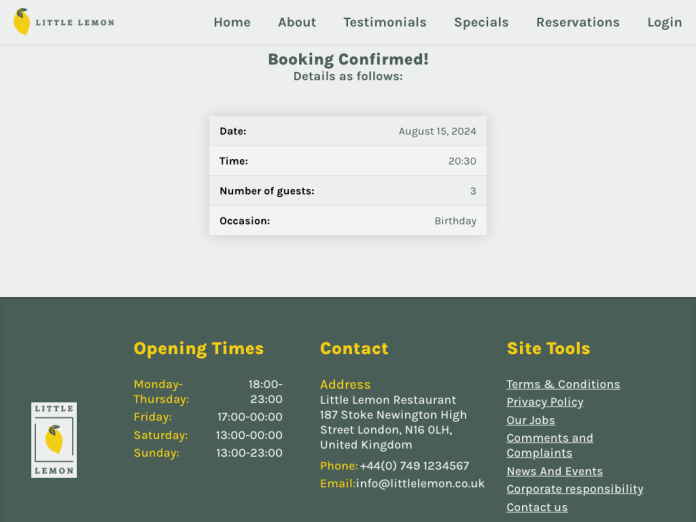 LITTLE LEMON
Home About Testimonials Specials Reservations Login
Booking Confirmed!
Details as follows:
Date: August 15, 2024
Time: 20:30
Number of guests: 3
Occasion: Birthday
LITTLE
LEMON
Opening Times
Monday-Thursday: 18:00-23:00
Friday: 17:00-00:00
Saturday: 13:00-00:00
Sunday: 13:00-23:00
Contact
Address
Little Lemon Restaurant
187 Stoke Newington High
Street London, N16 0LH,
United Kingdom
Phone: +44(0) 749 1234567
Email: info@littlelemon.co.uk
Site Tools
Terms & Conditions
Privacy Policy
Our Jobs
Comments and
Complaints
News And Events
Corporate responsibility
Contact us